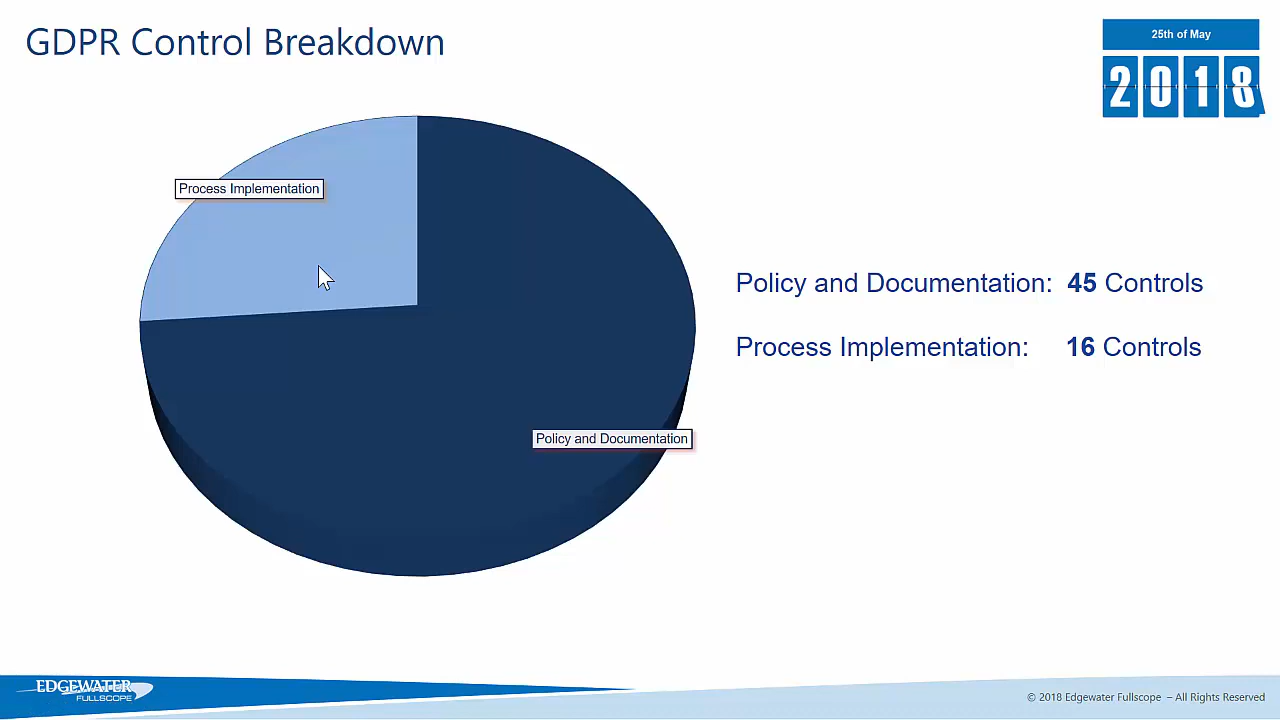 GDPR Control Breakdown
25th of May
2018
Process Implementation
Policy and Documentation: 45 Controls
Process Implementation: 16 Controls
Policy and Documentation
EDGEWATER
FULLSCOPE
© 2018 Edgewater Fullscope – All Rights Reserved